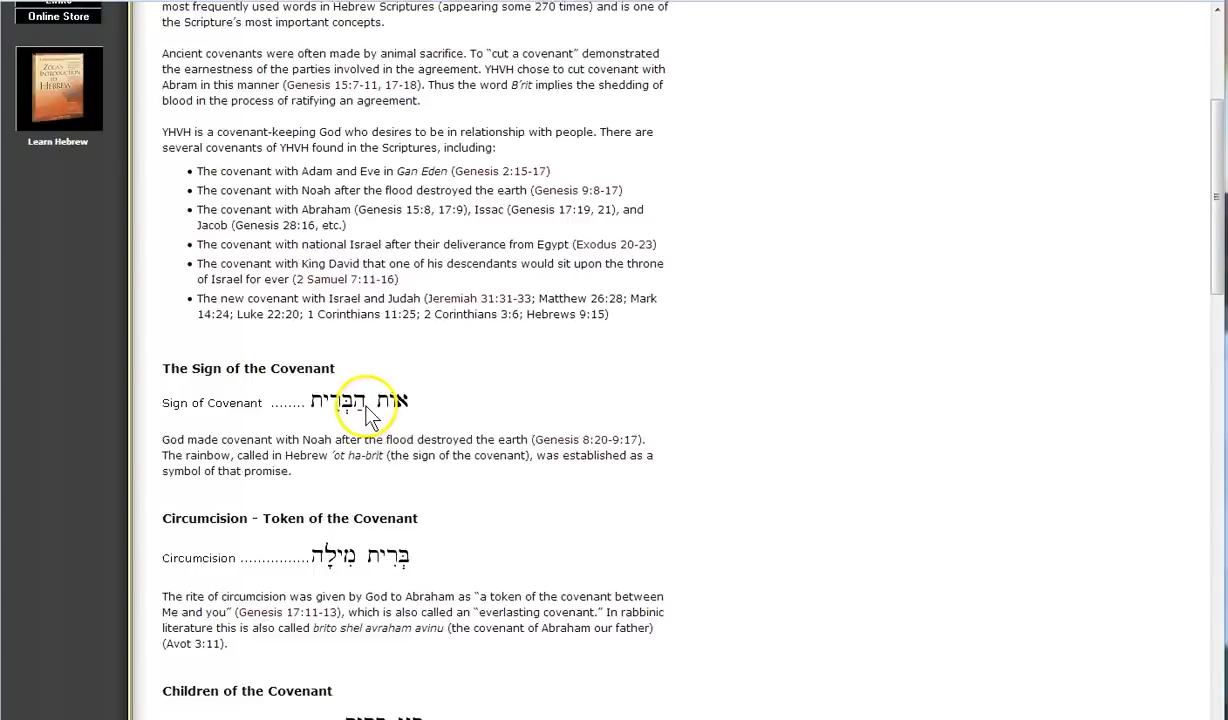 Links
Online Store
ZOLA'S
INTRODUCTION
TO
HEBREW
Learn Hebrew
most frequently used words in Hebrew Scriptures (appearing some 270 times) and is one of
the Scripture's most important concepts.
Ancient covenants were often made by animal sacrifice. To “cut a covenant” demonstrated
the earnestness of the parties involved in the agreement. YHVH chose to cut covenant with
Abram in this manner (Genesis 15:7-11, 17-18). Thus the word B'rit implies the shedding of
blood in the process of ratifying an agreement.
YHVH is a covenant-keeping God who desires to be in relationship with people. There are
several covenants of YHVH found in the Scriptures, including:
• The covenant with Adam and Eve in Gan Eden (Genesis 2:15-17)
• The covenant with Noah after the flood destroyed the earth (Genesis 9:8-17)
• The covenant with Abraham (Genesis 15:8, 17:9), Issac (Genesis 17:19, 21), and
Jacob (Genesis 28:16, etc.)
• The covenant with national Israel after their deliverance from Egypt (Exodus 20-23)
• The covenant with King David that one of his descendants would sit upon the throne
of Israel for ever (2 Samuel 7:11-16)
• The new covenant with Israel and Judah (Jeremiah 31:31-33; Matthew 26:28; Mark
14:24; Luke 22:20; 1 Corinthians 11:25; 2 Corinthians 3:6; Hebrews 9:15)
The Sign of the Covenant
Sign of Covenant ........ אוֹת הַבְּרִית
God made covenant with Noah after the flood destroyed the earth (Genesis 8:20-9:17).
The rainbow, called in Hebrew 'ot ha-brit (the sign of the covenant), was established as a
symbol of that promise.
Circumcision - Token of the Covenant
Circumcision ................ בְּרִית מִילָה
The rite of circumcision was given by God to Abraham as “a token of the covenant between
Me and you” (Genesis 17:11-13), which is also called an “everlasting covenant.” In rabbinic
literature this is also called brito shel avraham avinu (the covenant of Abraham our father)
(Avot 3:11).
Children of the Covenant